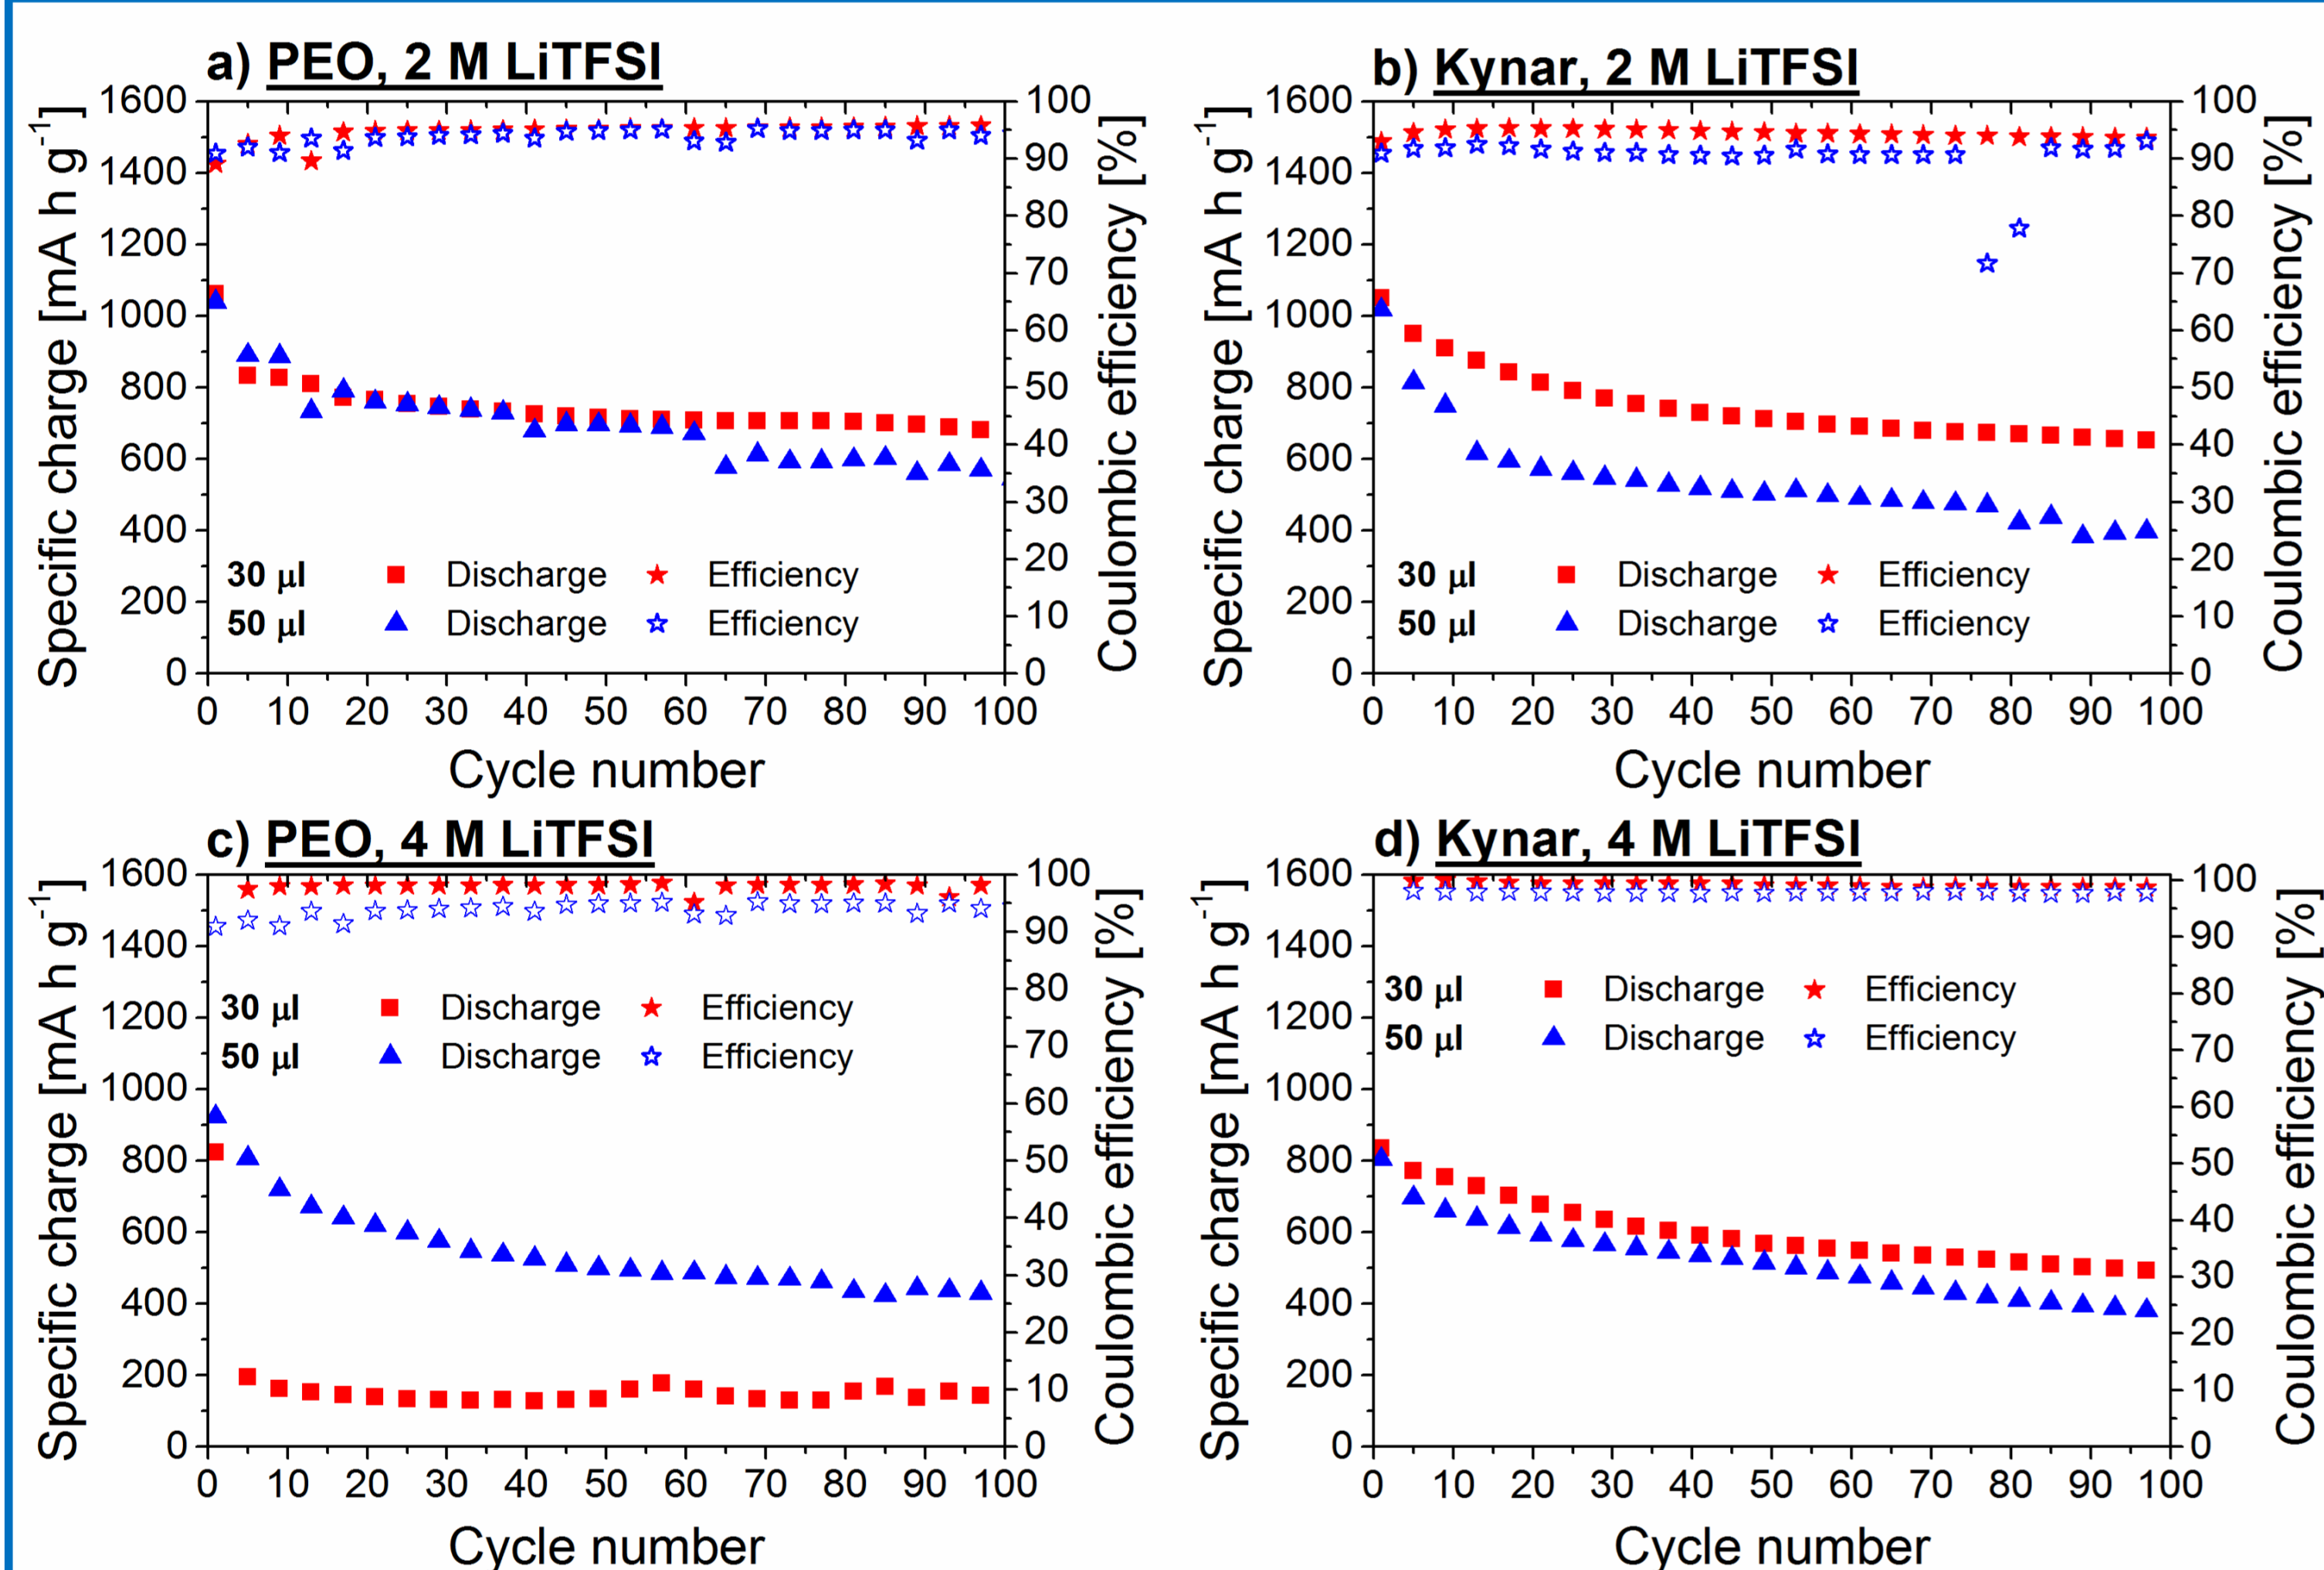 a) PEO, 2 M LiTFSI
Specific charge [mA h g⁻¹]
1600
1400
1200
1000
800
600
400
200
0
30 µl Discharge Efficiency
50 µl Discharge Efficiency
100
90
80
70
60
50
40
30
20
10
0
Coulombic efficiency [%]
0 10 20 30 40 50 60 70 80 90 100
Cycle number
b) Kynar, 2 M LiTFSI
Specific charge [mA h g⁻¹]
1600
1400
1200
1000
800
600
400
200
0
30 µl Discharge Efficiency
50 µl Discharge Efficiency
100
90
80
70
60
50
40
30
20
10
0
Coulombic efficiency [%]
0 10 20 30 40 50 60 70 80 90 100
Cycle number
c) PEO, 4 M LiTFSI
Specific charge [mA h g⁻¹]
1600
1400
1200
1000
800
600
400
200
0
30 µl Discharge Efficiency
50 µl Discharge Efficiency
100
90
80
70
60
50
40
30
20
10
0
Coulombic efficiency [%]
0 10 20 30 40 50 60 70 80 90 100
Cycle number
d) Kynar, 4 M LiTFSI
Specific charge [mA h g⁻¹]
1600
1400
1200
1000
800
600
400
200
0
30 µl Discharge Efficiency
50 µl Discharge Efficiency
100
90
80
70
60
50
40
30
20
10
0
Coulombic efficiency [%]
0 10 20 30 40 50 60 70 80 90 100
Cycle number